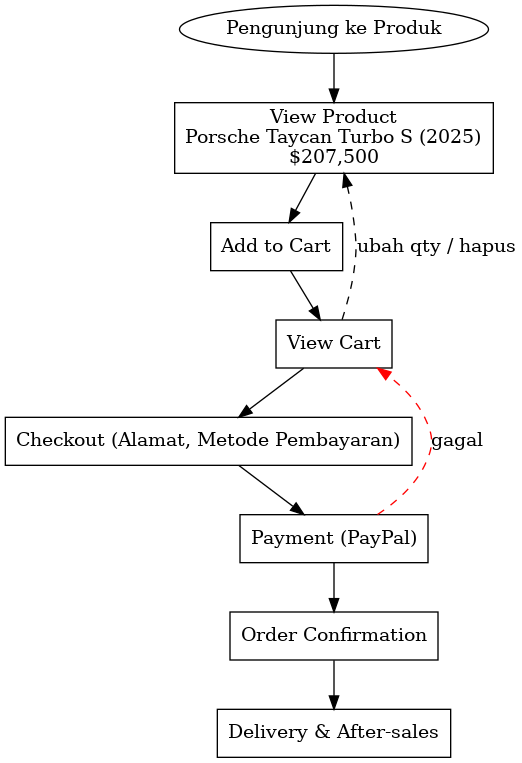 Pengunjung ke Produk
View Product
Porsche Taycan Turbo S (2025)
$207,500
Add to Cart
ubah qty / hapus
View Cart
Checkout (Alamat, Metode Pembayaran)
gagal
Payment (PayPal)
Order Confirmation
Delivery & After-sales